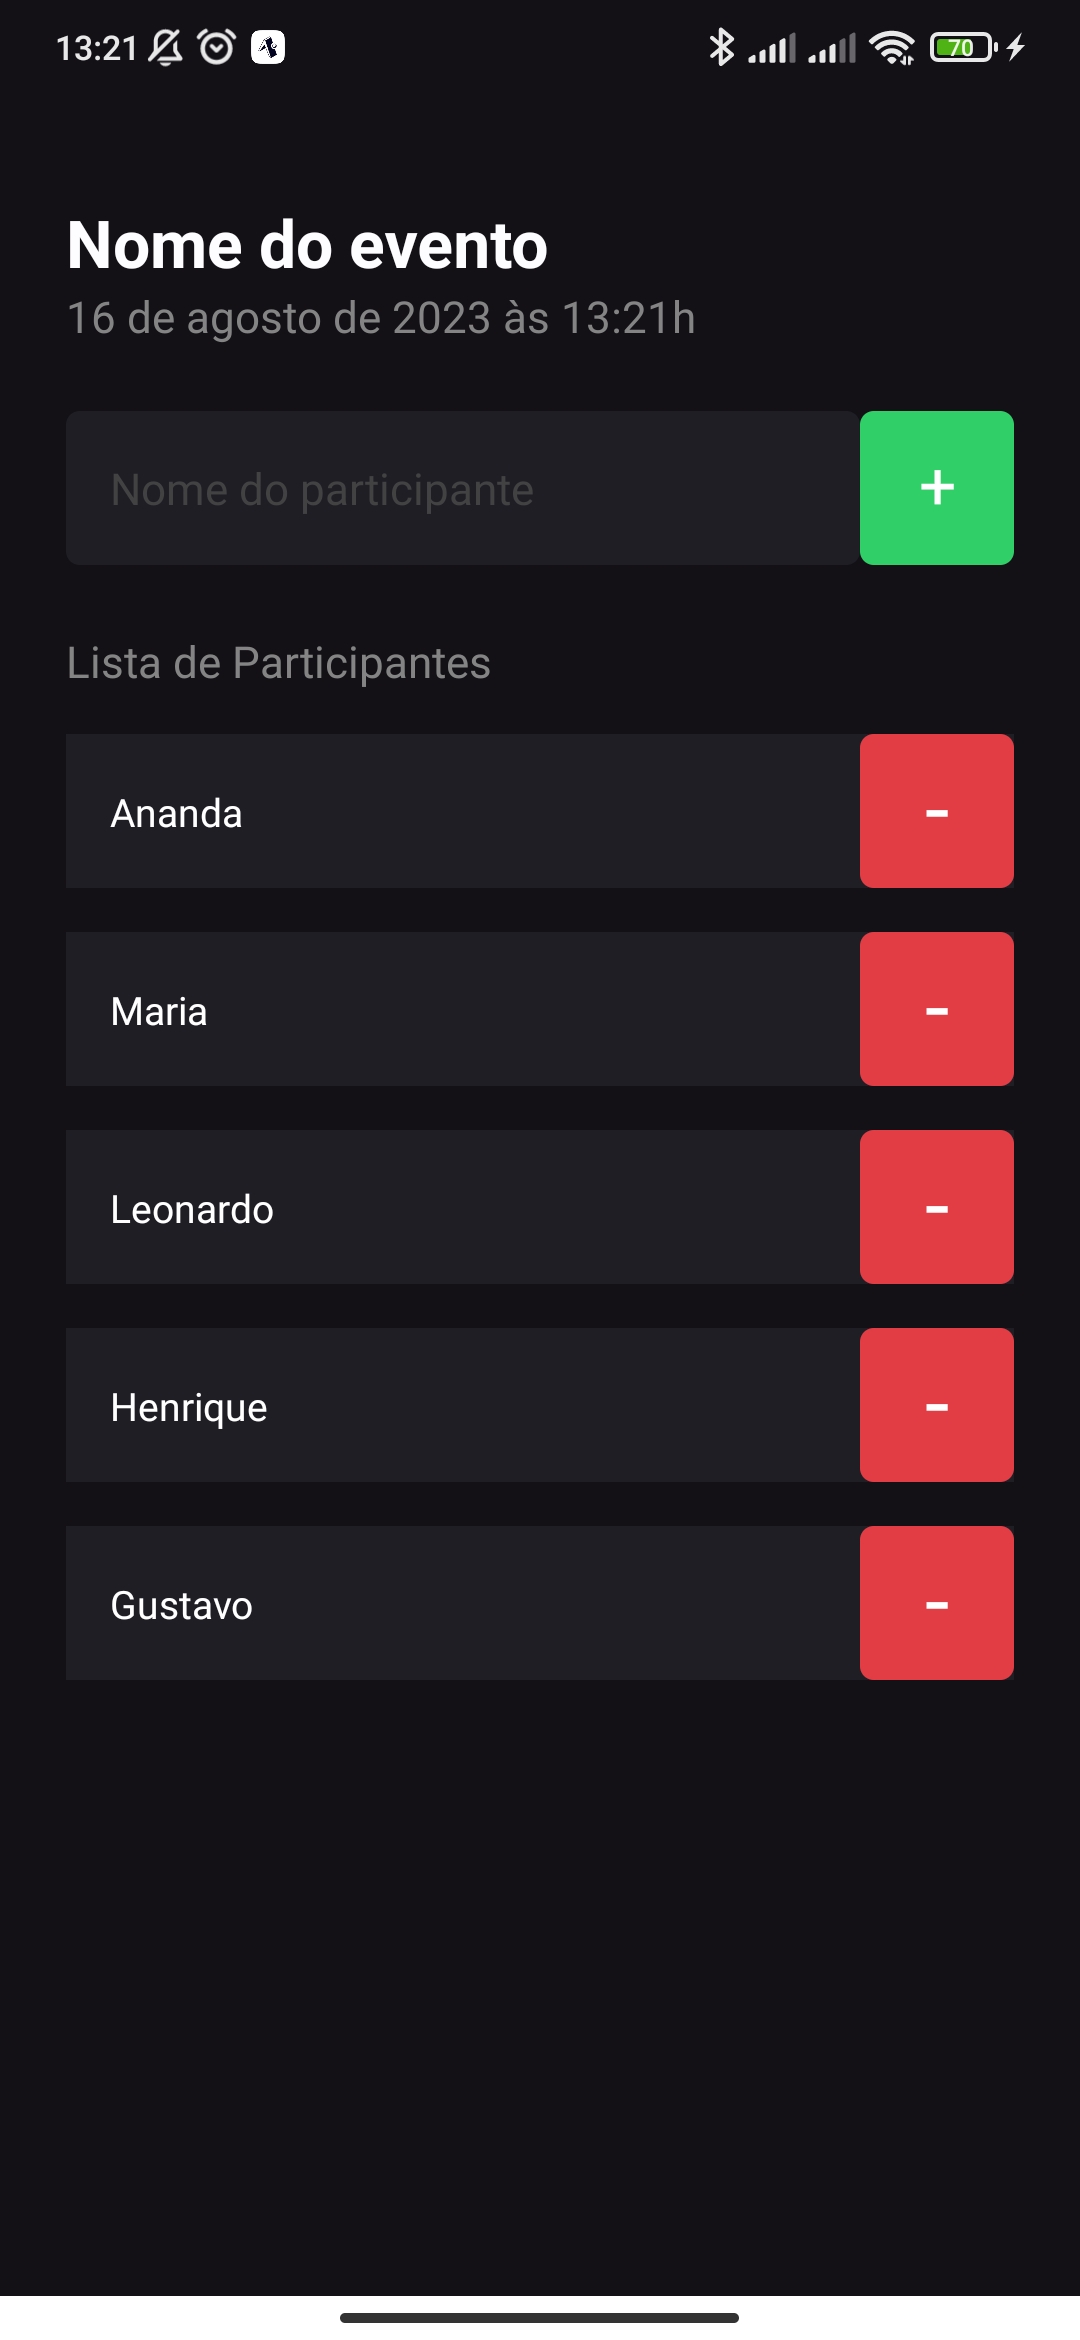 13:21
70
Nome do evento
16 de agosto de 2023 às 13:21h
Nome do participante
+
Lista de Participantes
Ananda
-
Maria
-
Leonardo
-
Henrique
-
Gustavo
-